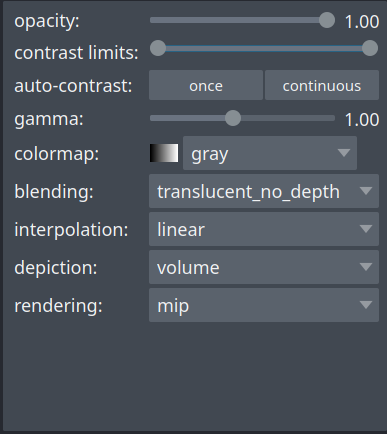 opacity: 1.00
contrast limits:
auto-contrast: once continuous
gamma: 1.00
colormap: gray
blending: translucent_no_depth
interpolation: linear
depiction: volume
rendering: mip